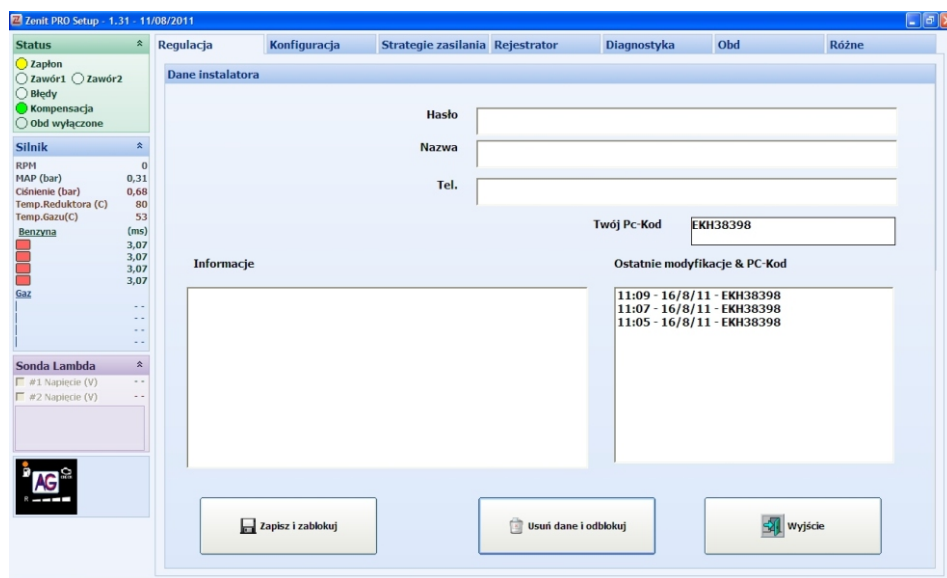 Zenit PRO Setup - 1.31 - 11/08/2011
Regulacja Konfiguracja Strategie zasilania Rejestrator Diagnostyka Obd Różne
Status
Zapłon
Zawór1 Zawór2
Błędy
Kompensacja
Obd wyłączone
Silnik
RPM 0
MAP (bar) 0,31
Ciśnienie (bar) 0,68
Temp.Reduktora (C) 80
Temp.Gazu(C) 53
Benzyna (ms)
3,07
3,07
3,07
3,07
Gaz
- -
- -
- -
- -
Sonda Lambda
#1 Napięcie (V) - -
#2 Napięcie (V) - -
AG
R
Dane instalatora
Hasło
Nazwa
Tel.
Twój Pc-Kod EKH38398
Informacje
Ostatnie modyfikacje & PC-Kod
11:09 - 16/8/11 - EKH38398
11:07 - 16/8/11 - EKH38398
11:05 - 16/8/11 - EKH38398
Zapisz i zablokuj
Usuń dane i odblokuj
Wyjście